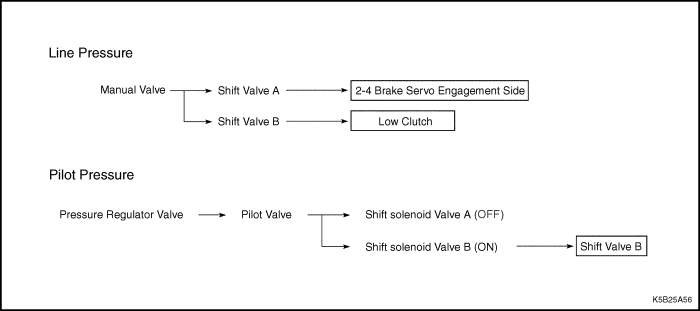 Line Pressure
Manual Valve
Shift Valve A
2-4 Brake Servo Engagement Side
Shift Valve B
Low Clutch
Pilot Pressure
Pressure Regulator Valve
Pilot Valve
Shift solenoid Valve A (OFF)
Shift solenoid Valve B (ON)
Shift Valve B
K5B25A56